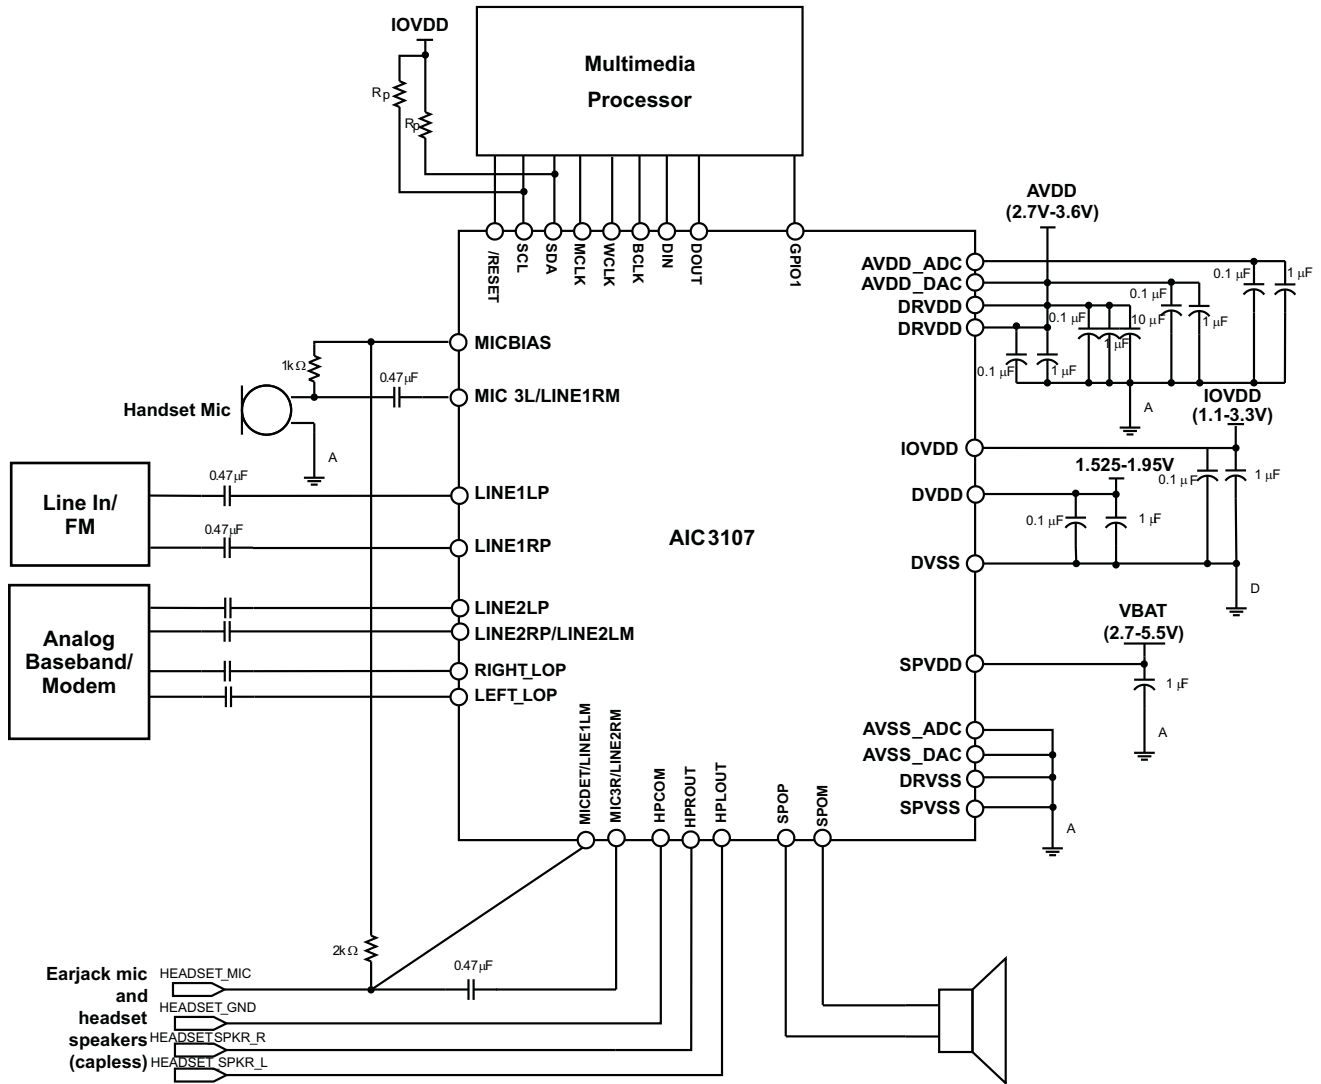 IOVDD
Rp
Rp
Multimedia
Processor
/RESET
SCL
SDA
MCLK
WCLK
BCLK
DIN
DOUT
GPIO1
AVDD
(2.7V-3.6V)
AVDD_ADC
AVDD_DAC
DRVDD
DRVDD
0.1 µF
1 µF
0.1 µF
1 µF
0.1 µF
1 µF
10 µF
0.1 µF
1 µF
A
MICBIAS
1kΩ
0.47µF
MIC 3L/LINE1RM
Handset Mic
A
IOVDD
(1.1-3.3V)
IOVDD
1.525-1.95V
0.1 µF
1 µF
DVDD
0.1 µF
1 µF
DVSS
D
Line In/
FM
0.47µF
LINE1LP
0.47µF
LINE1RP
AIC3107
Analog
Baseband/
Modem
LINE2LP
LINE2RP/LINE2LM
RIGHT_LOP
LEFT_LOP
VBAT
(2.7-5.5V)
SPVDD
1 µF
A
AVSS_ADC
AVSS_DAC
DRVSS
SPVSS
A
MICDET/LINE1LM
MIC3R/LINE2RM
HPCOM
HPROUT
HPLOUT
SPOP
SPOM
2kΩ
0.47µF
Earjack mic
and
headset
speakers
(capless)
HEADSET_MIC
HEADSET_GND
HEADSETSPKR_R
HEADSET SPKR_L